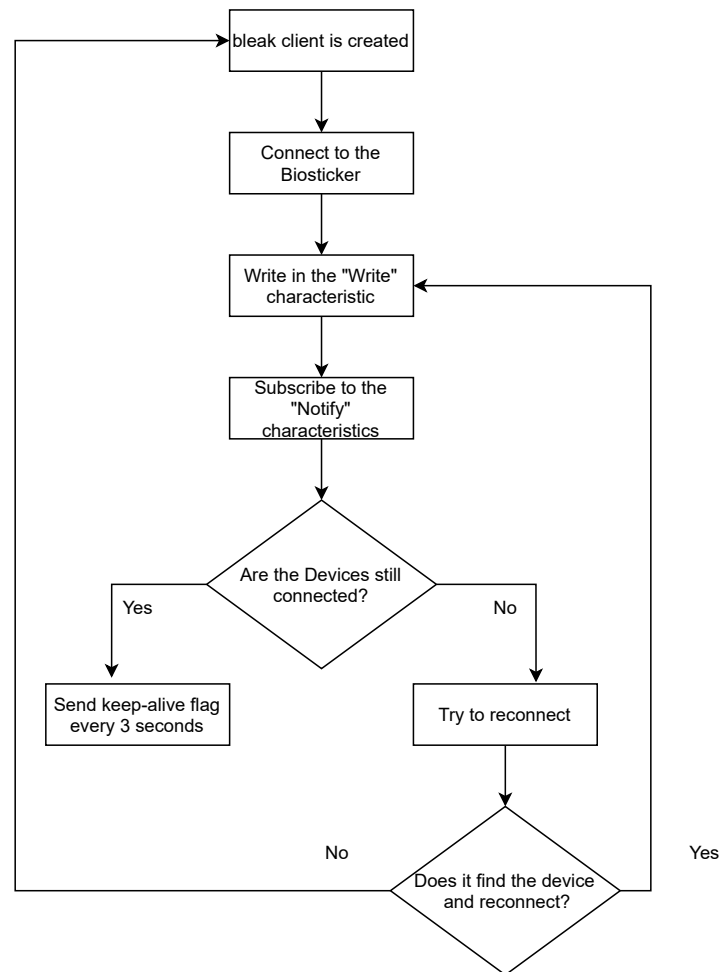 bleak client is created
Connect to the
Biosticker
Write in the "Write"
characteristic
Subscribe to the
"Notify"
characteristics
Are the Devices still
connected?
Yes
No
Send keep-alive flag
every 3 seconds
Try to reconnect
No
Yes
Does it find the device
and reconnect?